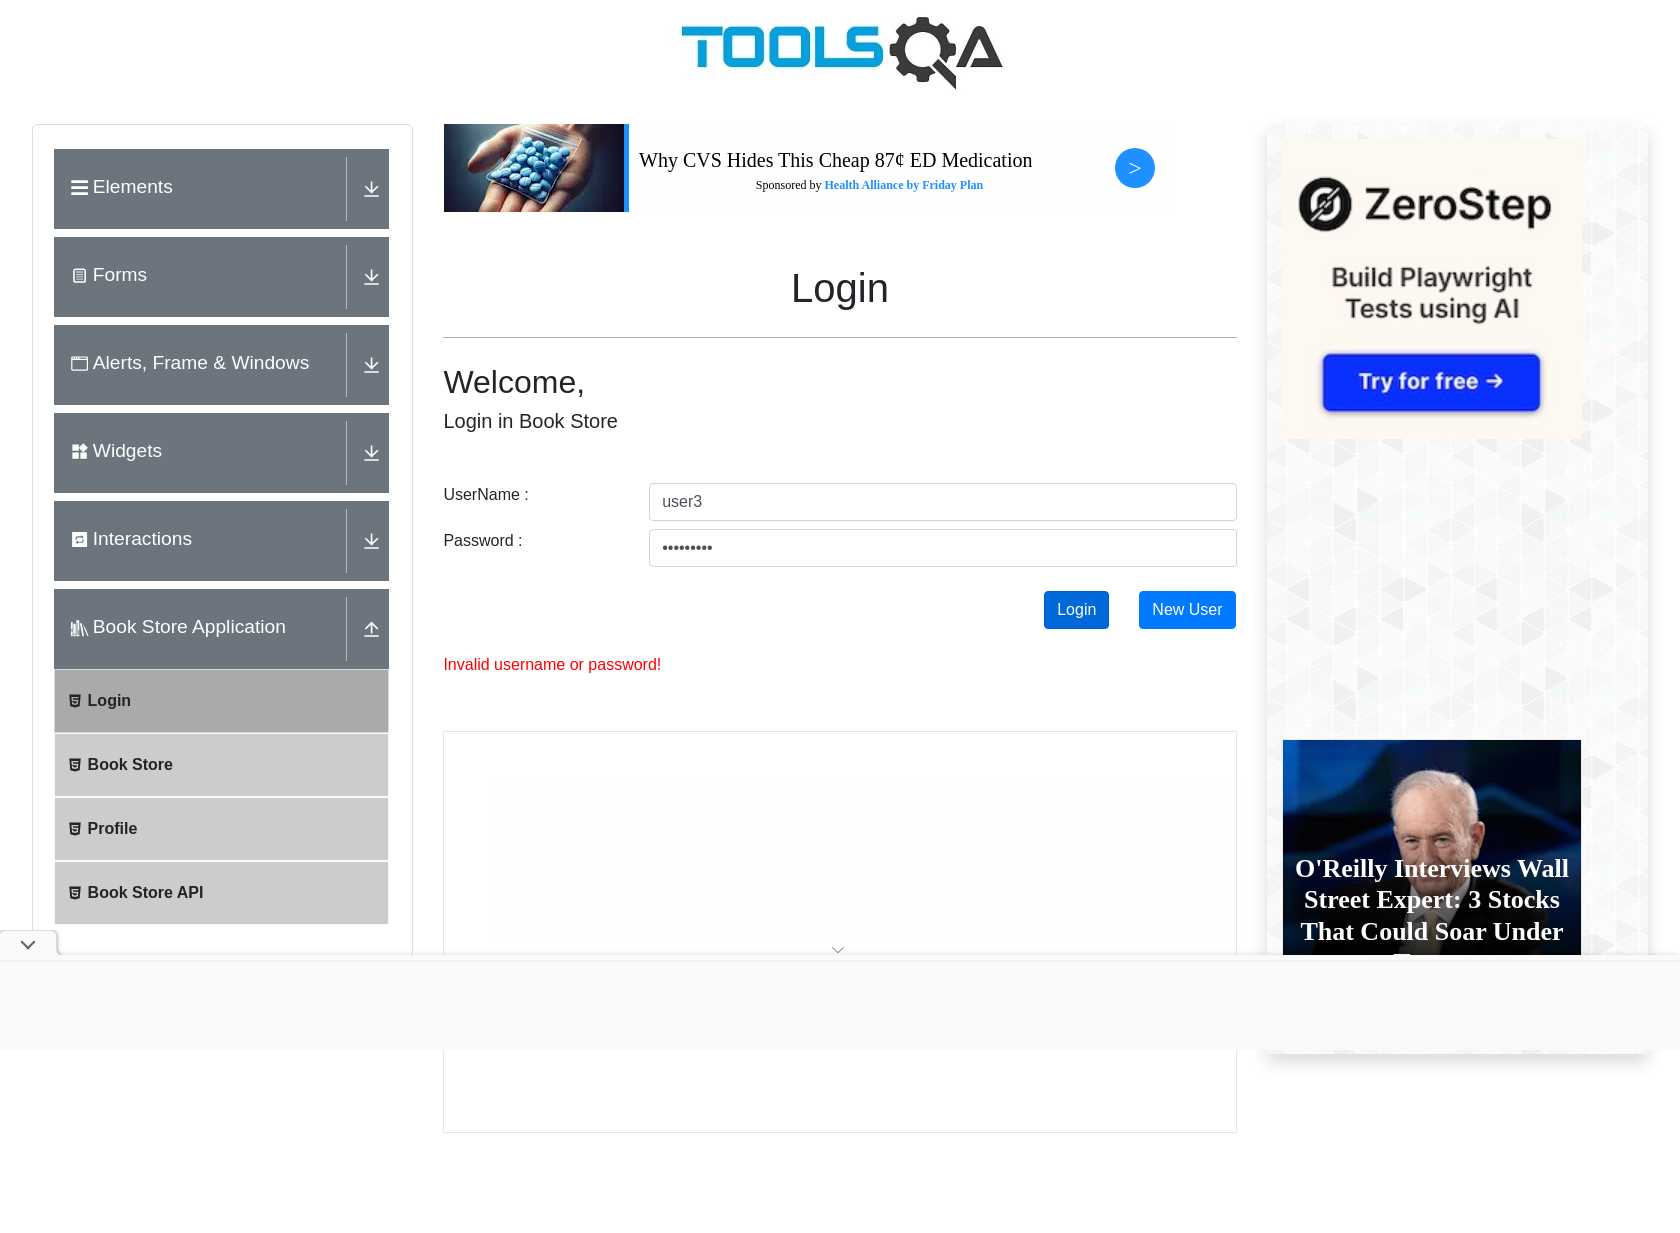 TOOLSQA
Elements
Forms
Alerts, Frame & Windows
Widgets
Interactions
Book Store Application
Login
Book Store
Profile
Book Store API
Why CVS Hides This Cheap 87¢ ED Medication
Sponsored by Health Alliance by Friday Plan
>
Login
Welcome,
Login in Book Store
UserName :
user3
Password :
•••••••••
Login
New User
Invalid username or password!
ZeroStep
Build Playwright
Tests using AI
Try for free →
O'Reilly Interviews Wall
Street Expert: 3 Stocks
That Could Soar Under